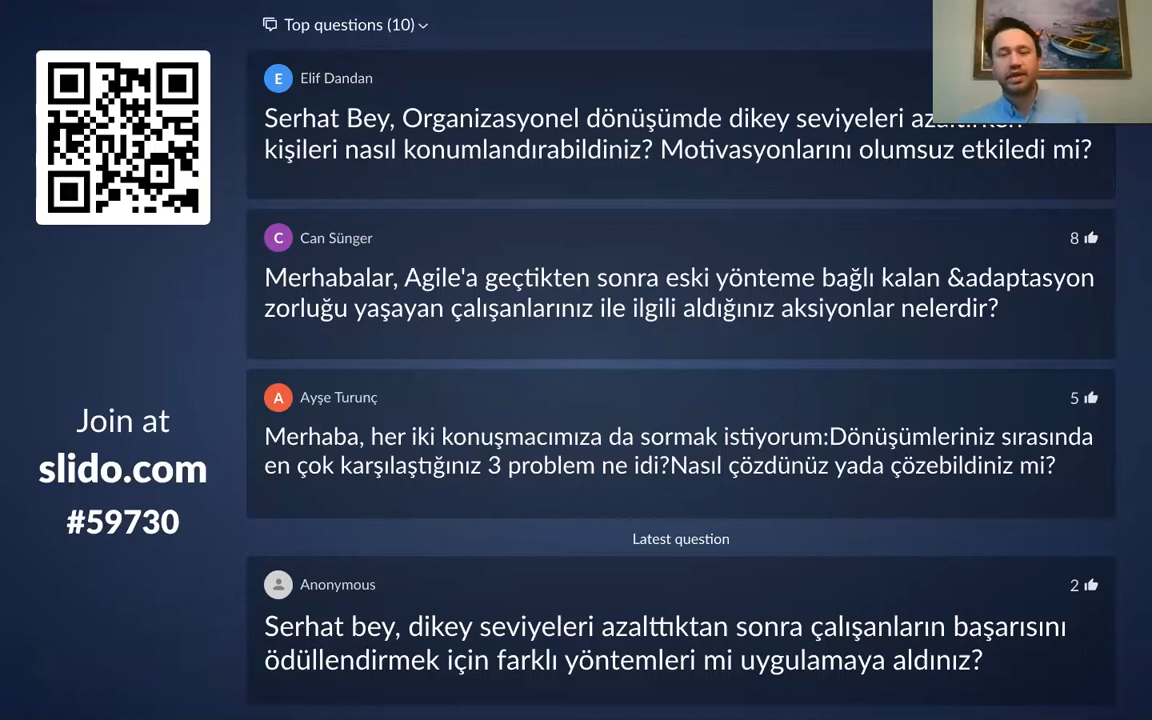 Top questions (10)
E Elif Dandan
Serhat Bey, Organizasyonel dönüşümde dikey seviyeleri
kişileri nasıl konumlandırabildiniz? Motivasyonlarını olumsuz etkiledi mi?
C Can Sünger 8
Merhabalar, Agile'a geçtikten sonra eski yönteme bağlı kalan &adaptasyon
zorluğu yaşayan çalışanlarınız ile ilgili aldığınız aksiyonlar nelerdir?
A Ayşe Turunç 5
Merhaba, her iki konuşmacımıza da sormak istiyorum:Dönüşümleriniz sırasında
en çok karşılaştığınız 3 problem ne idi?Nasıl çözdünüz yada çözebildiniz mi?
Latest question
Anonymous 2
Serhat bey, dikey seviyeleri azalttıktan sonra çalışanların başarısını
ödüllendirmek için farklı yöntemleri mi uygulamaya aldınız?
Join at
slido.com
#59730